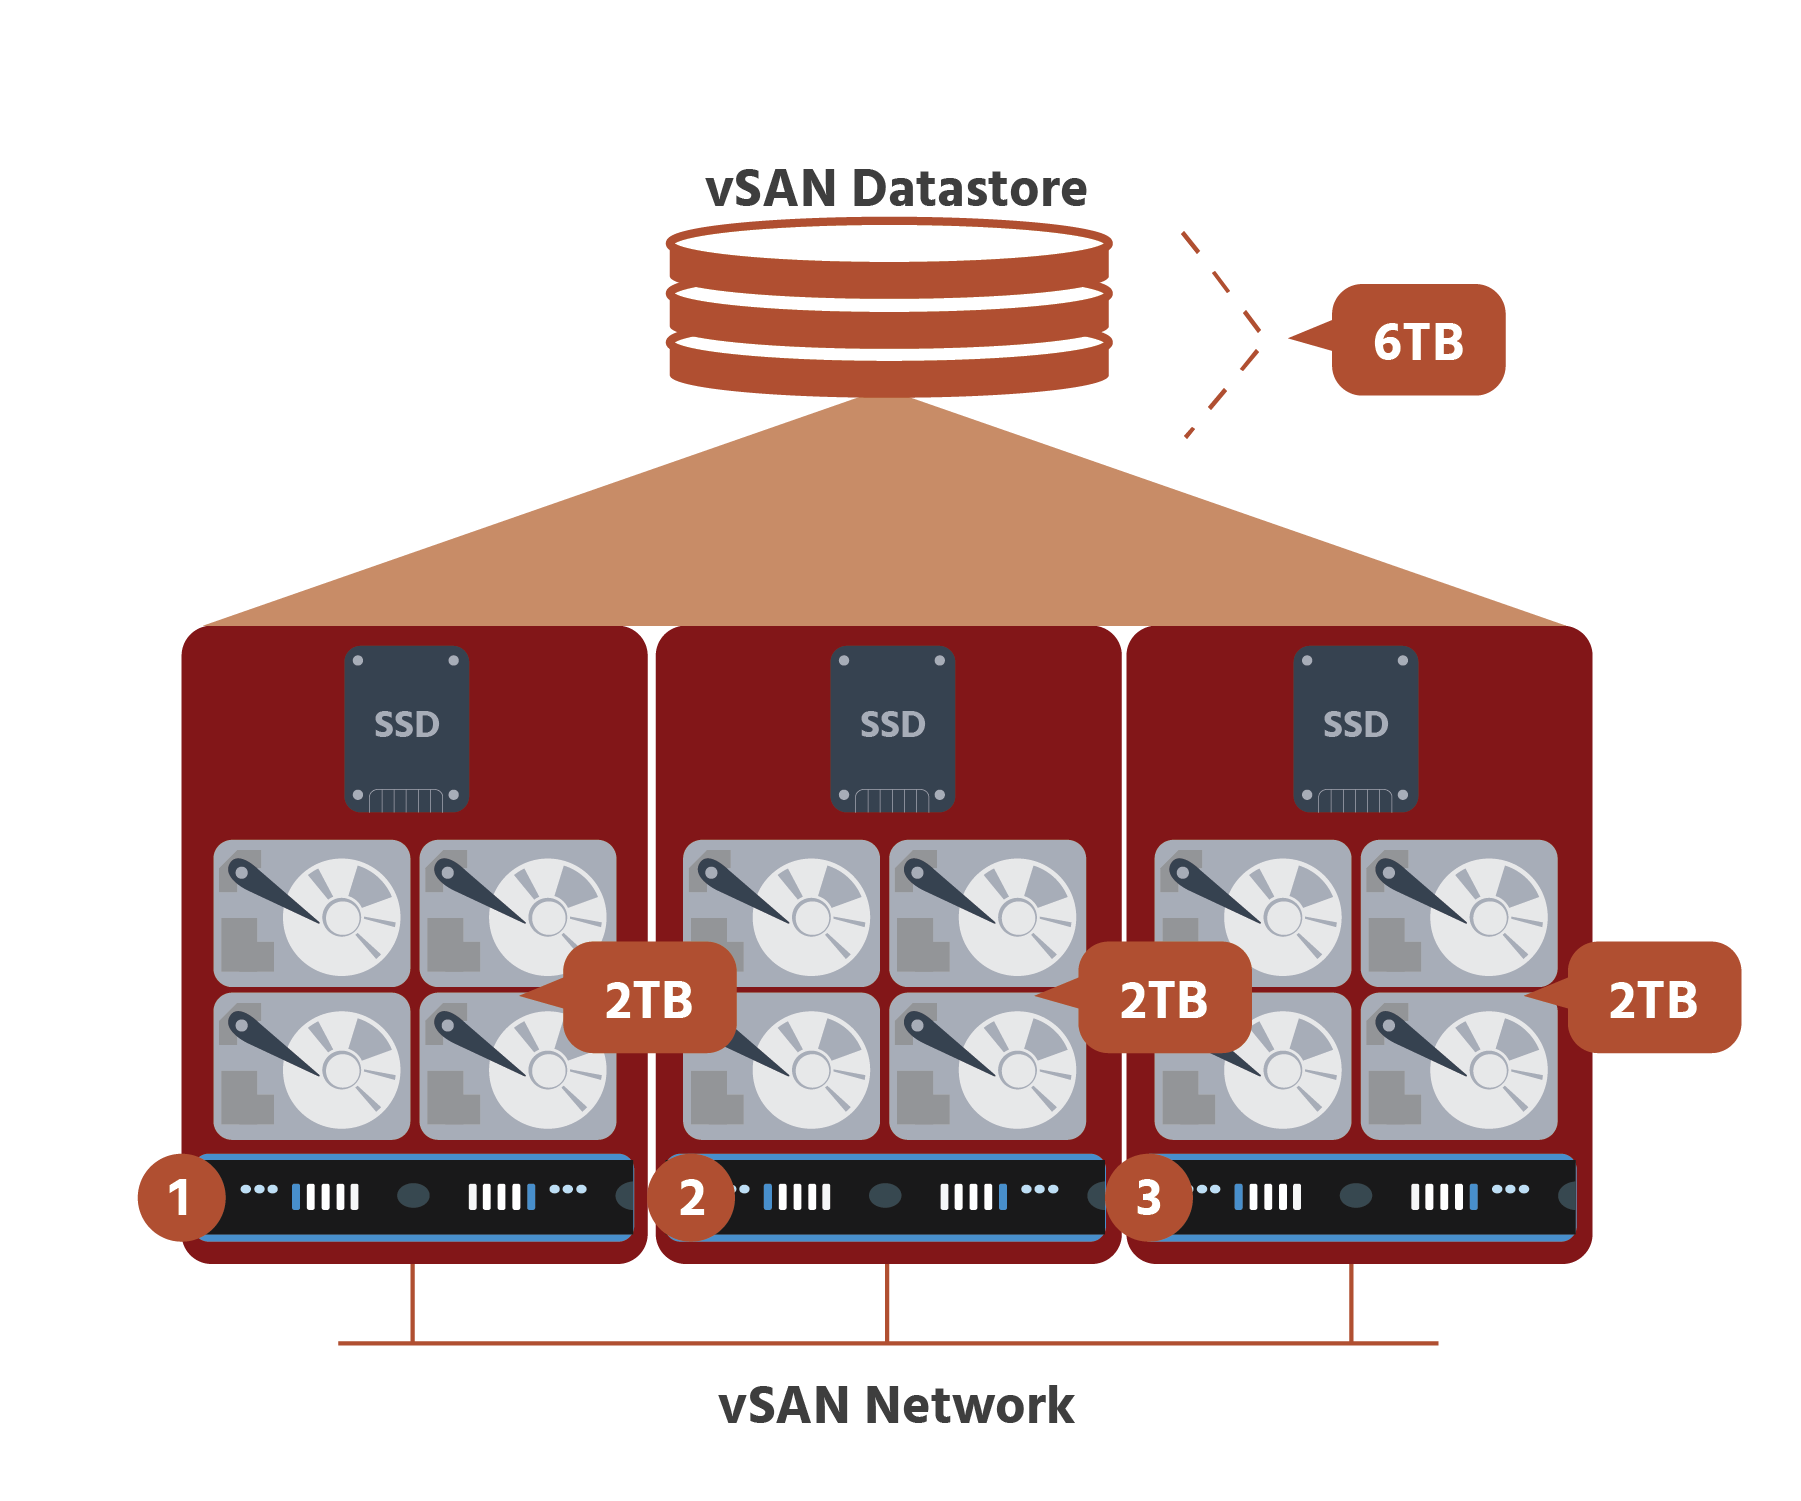 vSAN Datastore
6TB
SSD
SSD
SSD
2TB
2TB
2TB
1
2
3
vSAN Network